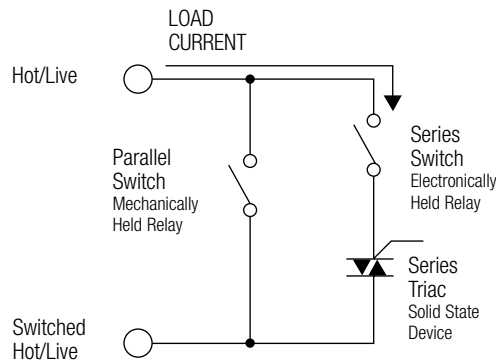 LOAD
CURRENT
Hot/Live
Parallel
Switch
Mechanically
Held Relay
Series
Switch
Electronically
Held Relay
Series
Triac
Solid State
Device
Switched
Hot/Live